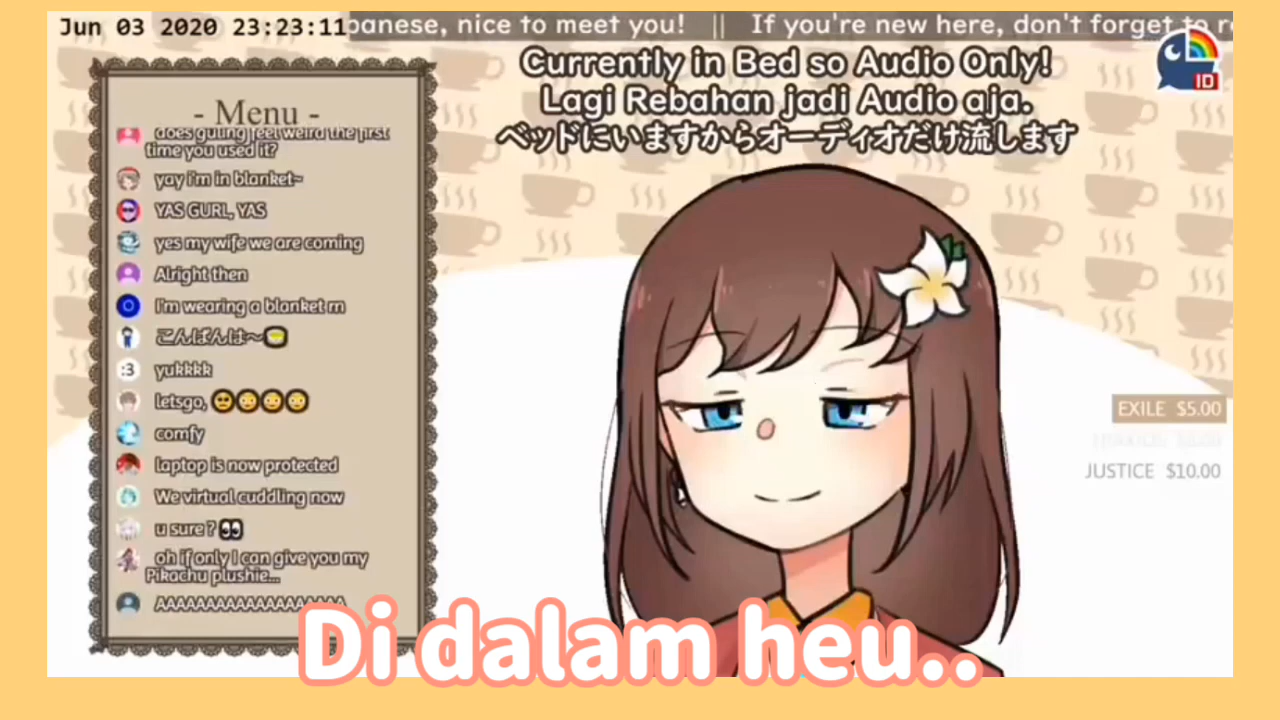 Jun 03 2020 23:23:11
panese, nice to meet you! || If you're new here, don't forget to r
ID
Currently in Bed so Audio Only!
Lagi Rebahan jadi Audio aja.
ベッドにいますからオーディオだけ流します
- Menu -
does guling feel weird the first
time you used it?
yay i'm in blanket~
YAS GURL, YAS
yes my wife we are coming
Alright then
I'm wearing a blanket rn
こんばんは～🍵
:3
yukkkk
letsgo, 🥺😳😳😳
comfy
laptop is now protected
We virtual cuddling now
u sure ? 👀
oh if only I can give you my
Pikachu plushie...
AAAAAAAAAAAAAAAAAAA
EXILE $5.00
JUSTICE $10.00
Di dalam heu..